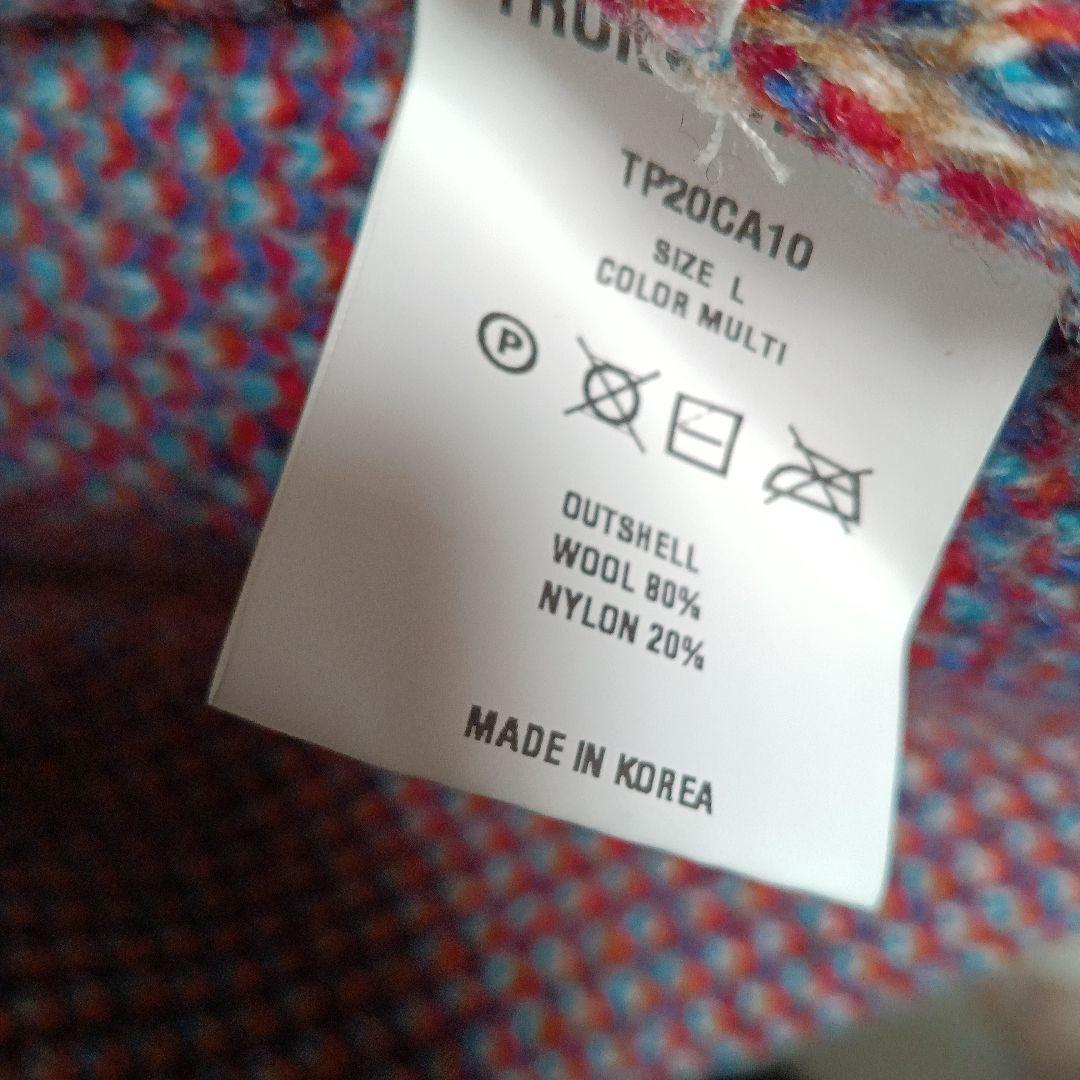 TP20CA10
SIZE L
COLOR MULTI
P
OUTSHELL
WOOL 80%
NYLON 20%
MADE IN KOREA